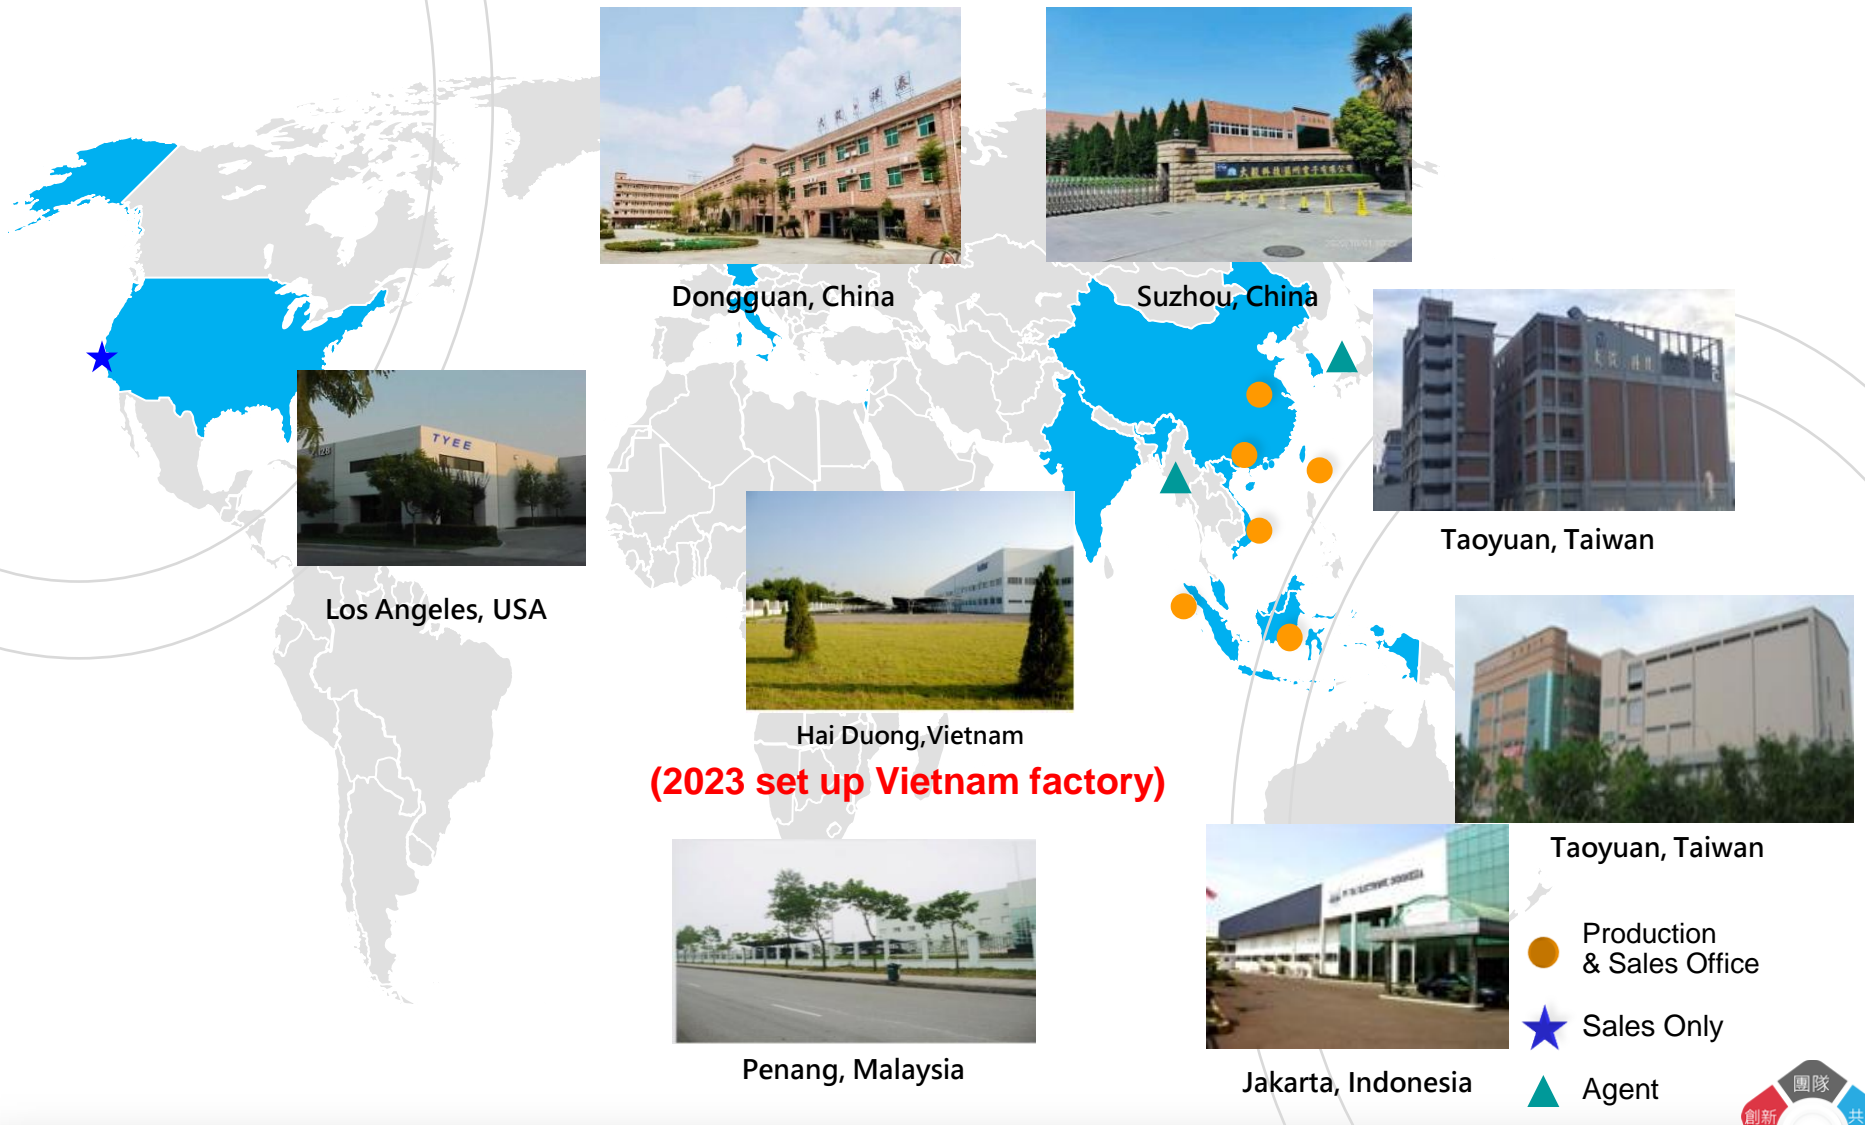 Dongguan, China
Suzhou, China
Taoyuan, Taiwan
TYEE
Los Angeles, USA
Hai Duong,Vietnam
(2023 set up Vietnam factory)
Taoyuan, Taiwan
Penang, Malaysia
Jakarta, Indonesia
Production
& Sales Office
Sales Only
Agent
團隊
創新
共